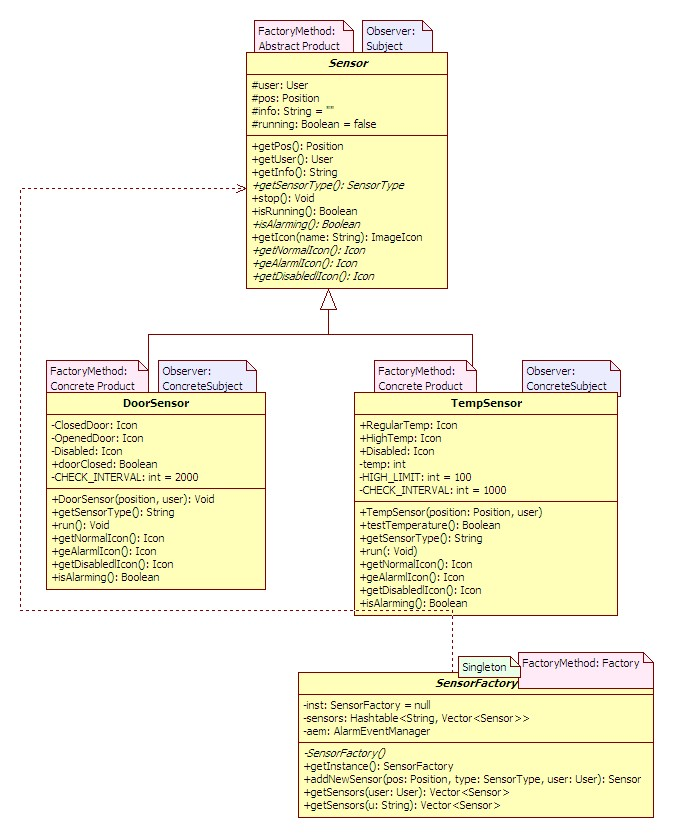 FactoryMethod:
Abstract Product
Observer:
Subject
Sensor
#user: User
#pos: Position
#info: String = ""
#running: Boolean = false
+getPos(): Position
+getUser(): User
+getInfo(): String
+getSensorType(): SensorType
+stop(): Void
+isRunning(): Boolean
+isAlarming(): Boolean
+getIcon(name: String): ImageIcon
+getNormalIcon(): Icon
+geAlarmIIcon(): Icon
+getDisabledIcon(): Icon
FactoryMethod:
Concrete Product
Observer:
ConcreteSubject
DoorSensor
-ClosedDoor: Icon
-OpenedDoor: Icon
-Disabled: Icon
+doorClosed: Boolean
-CHECK_INTERVAL: int = 2000
+DoorSensor(position, user): Void
+getSensorType(): String
+run(): Void
+getNormalIcon(): Icon
+geAlarmIIcon(): Icon
+getDisabledIcon(): Icon
+isAlarming(): Boolean
FactoryMethod:
Concrete Product
Observer:
ConcreteSubject
TempSensor
+RegularTemp: Icon
+HighTemp: Icon
+Disabled: Icon
-temp: int
-HIGH_LIMIT: int = 100
-CHECK_INTERVAL: int = 1000
+TempSensor(position: Position, user)
+testTemperature(): Boolean
+getSensorType(): String
+run(: Void)
+getNormalIcon(): Icon
+geAlarmIIcon(): Icon
+getDisabledIcon(): Icon
+isAlarming(): Boolean
Singleton
FactoryMethod: Factory
SensorFactory
-inst: SensorFactory = null
-sensors: Hashtable<String, Vector<Sensor>>
-aem: AlarmEventManager
-SensorFactory()
+getInstance(): SensorFactory
+addNewSensor(pos: Position, type: SensorType, user: User): Sensor
+getSensors(user: User): Vector<Sensor>
+getSensors(u: String): Vector<Sensor>